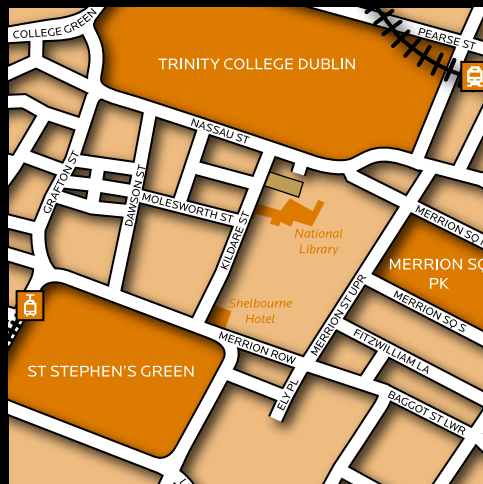 COLLEGE GREEN
PEARSE ST
TRINITY COLLEGE DUBLIN
NASSAU ST
GRAFTON ST
DAWSON ST
MOLESWORTH ST
KILDARE ST
National
Library
MERRION SQ
MERRION SQ
PK
MERRION SQ S
MERRION ST UPR
Shelbourne
Hotel
MERRION ROW
FITZWILLIAM LA
ST STEPHEN'S GREEN
ELY PL
BAGGOT ST LWR